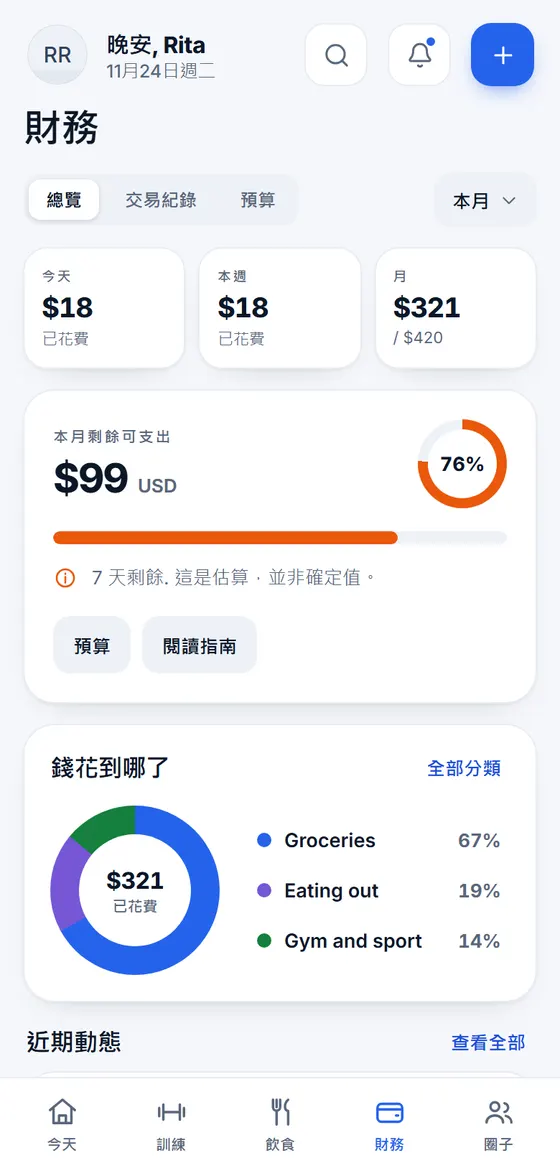 RR
晚安, Rita
11月24日週二
財務
總覽
交易紀錄
預算
本月
今天
$18
已花費
本週
$18
已花費
月
$321
/ $420
本月剩餘可支出
$99 USD
76%
7 天剩餘. 這是估算，並非確定值。
預算
閱讀指南
錢花到哪了
全部分類
$321
已花費
Groceries 67%
Eating out 19%
Gym and sport 14%
近期動態
查看全部
今天
訓練
飲食
財務
圈子